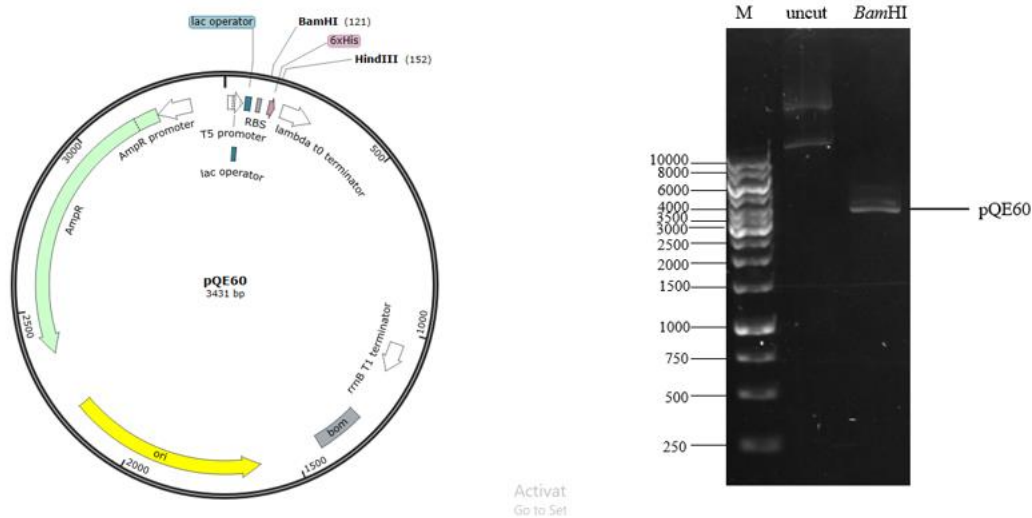 lac operator
BamHI (121)
6xHis
HindIII (152)
AmpR promoter
T5 promoter
RBS
lac operator
lambda t0 terminator
500
3000
AmpR
pQE60
3431 bp
2500
1000
rrnB T1 terminator
bom
ori
2000
1500
M uncut BamHI
10000
8000
6000
4000
3500
3000
2500
2000
1500
1000
750
500
250
pQE60
Activat
Go to Set